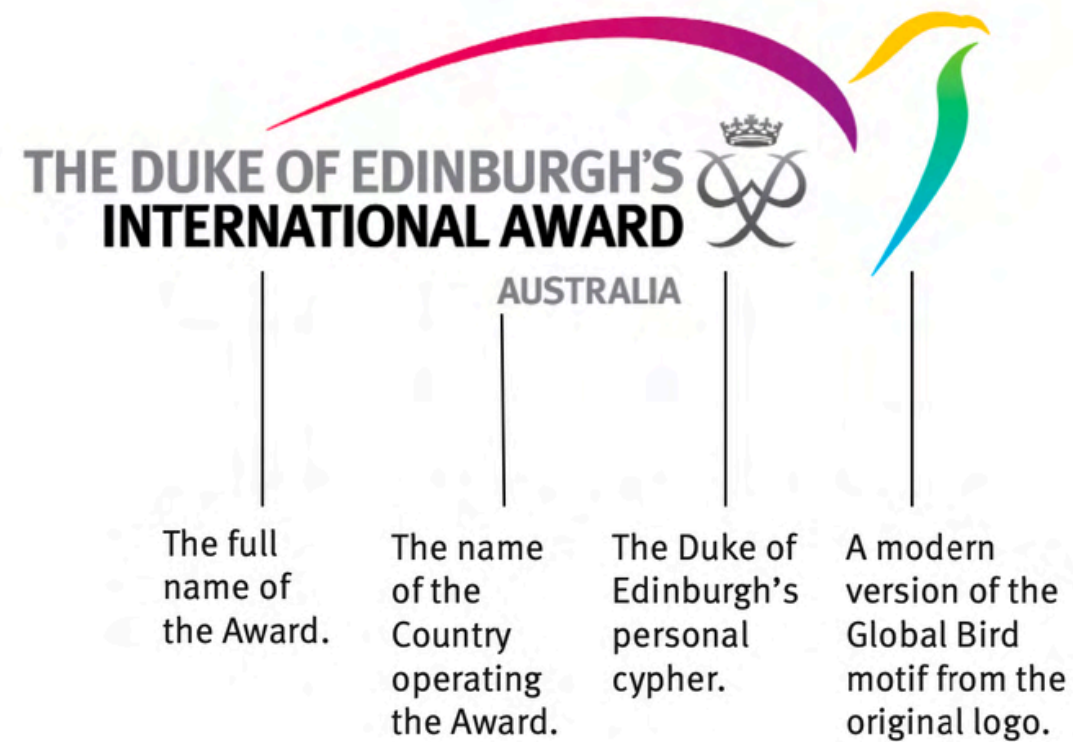 THE DUKE OF EDINBURGH'S
INTERNATIONAL AWARD
AUSTRALIA
The full
name of
the Award.
The name
of the
Country
operating
the Award.
The Duke of
Edinburgh’s
personal
cypher.
A modern
version of the
Global Bird
motif from the
original logo.